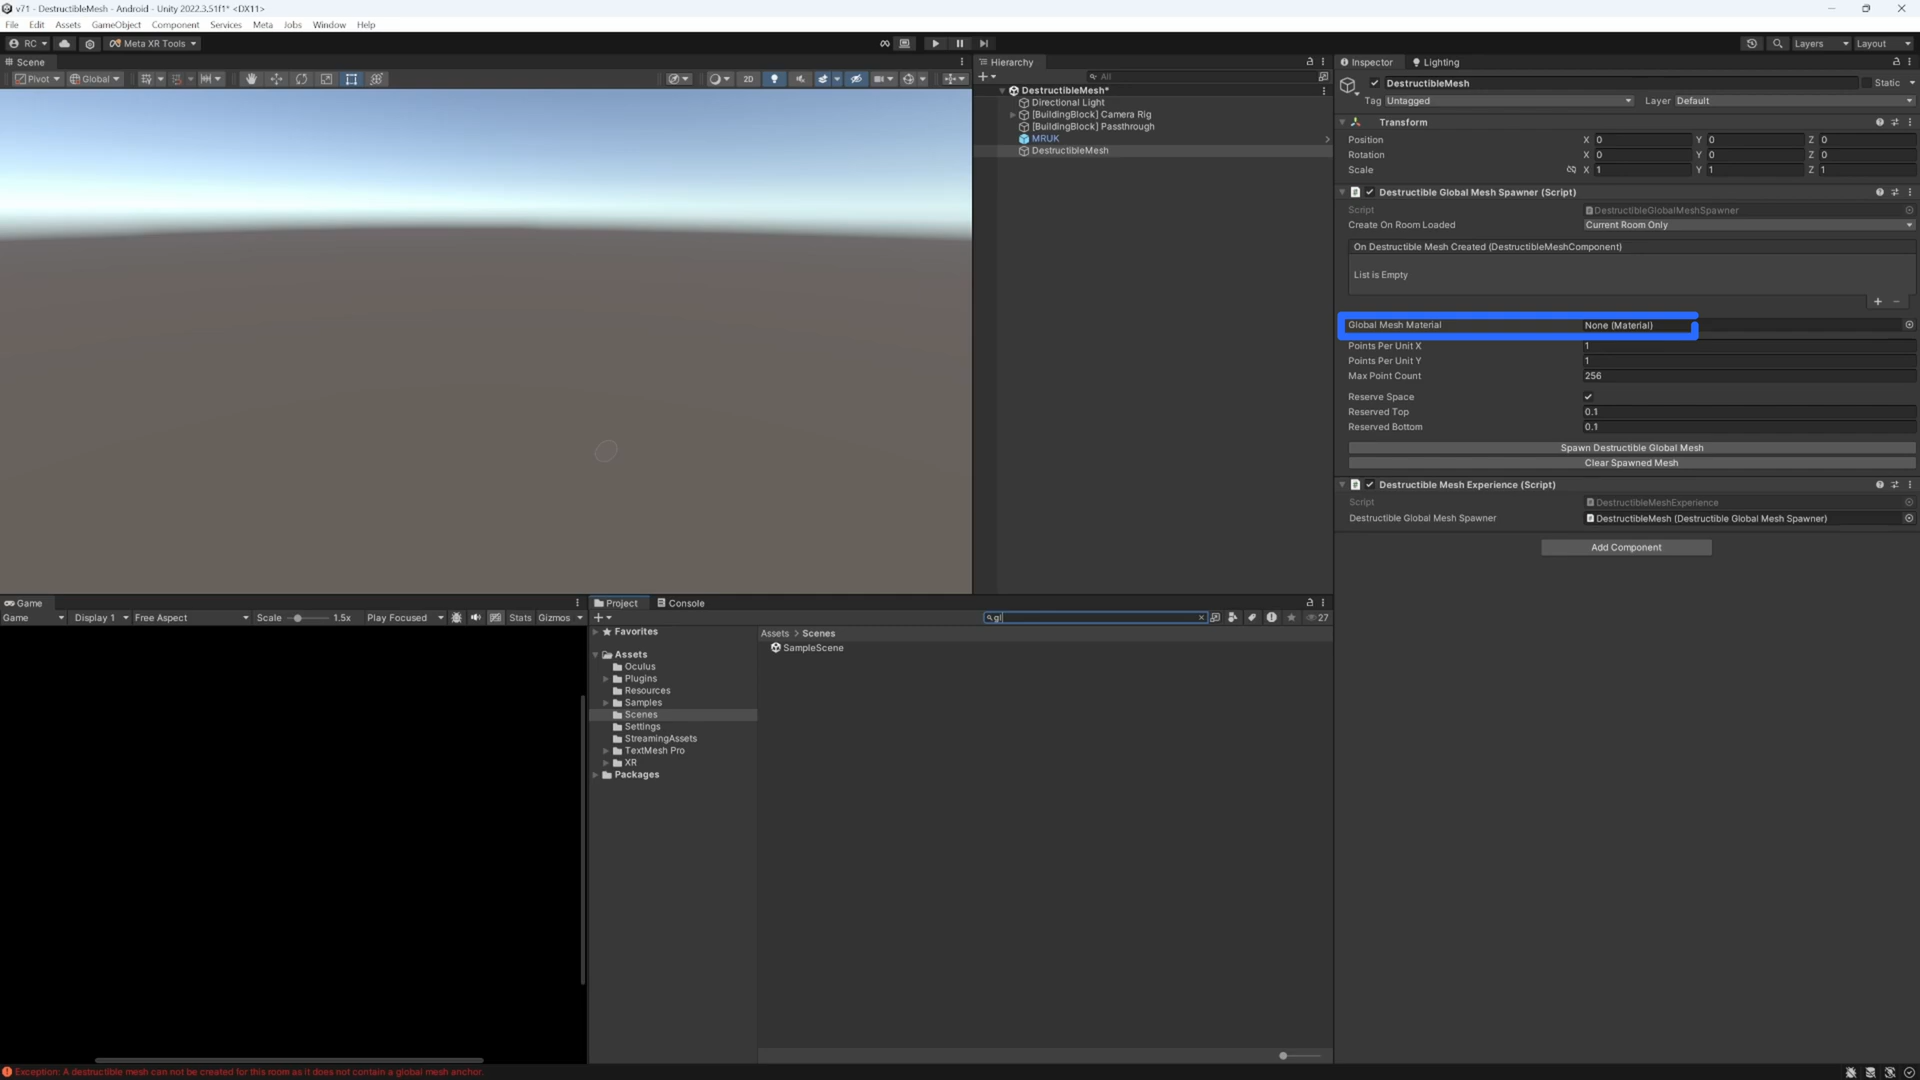 v71 - DestructibleMesh - Android - Unity 2022.3.51f1* <DX11>
File Edit Assets GameObject Component Services Meta Jobs Window Help
RC Meta XR Tools Layers Layout
Scene
Pivot Global 2D
Hierarchy
All
DestructibleMesh*
Directional Light
[BuildingBlock] Camera Rig
[BuildingBlock] Passthrough
MRUK
DestructibleMesh
Inspector Lighting
DestructibleMesh Static
Tag Untagged Layer Default
Transform
Position X 0 Y 0 Z 0
Rotation X 0 Y 0 Z 0
Scale X 1 Y 1 Z 1
Destructible Global Mesh Spawner (Script)
Script DestructibleGlobalMeshSpawner
Create On Room Loaded Current Room Only
On Destructible Mesh Created (DestructibleMeshComponent)
List is Empty
Global Mesh Material None (Material)
Points Per Unit X 1
Points Per Unit Y 1
Max Point Count 256
Reserve Space
Reserved Top 0.1
Reserved Bottom 0.1
Spawn Destructible Global Mesh
Clear Spawned Mesh
Destructible Mesh Experience (Script)
Script DestructibleMeshExperience
Destructible Global Mesh Spawner DestructibleMesh (Destructible Global Mesh Spawner)
Add Component
Game
Game Display 1 Free Aspect Scale 1.5x Play Focused Stats Gizmos
Project Console
gl 27
Favorites
Assets
Oculus
Plugins
Resources
Samples
Scenes
Settings
StreamingAssets
TextMesh Pro
XR
Packages
Assets > Scenes
SampleScene
Exception: A destructible mesh can not be created for this room as it does not contain a global mesh anchor.